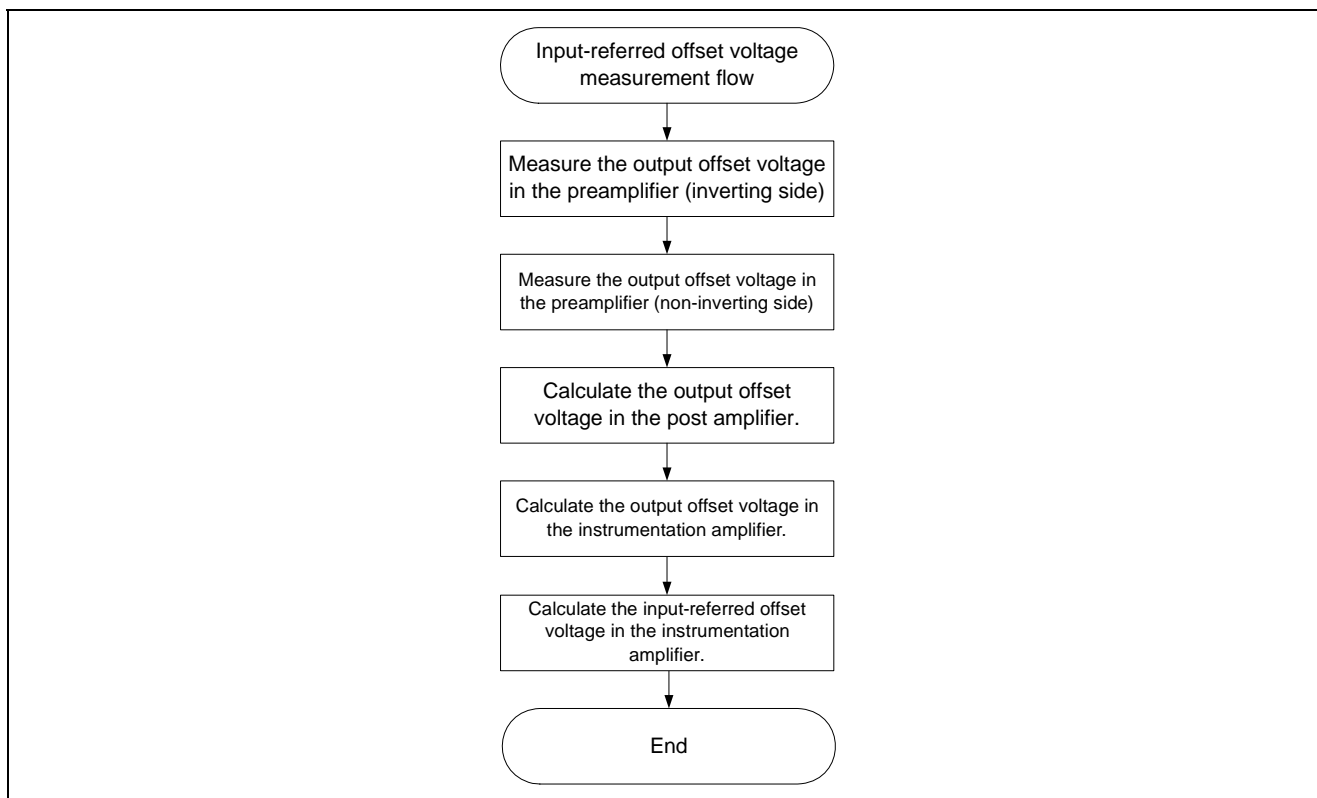 Input-referred offset voltage
measurement flow
Measure the output offset voltage
in the preamplifier (inverting side)
Measure the output offset voltage in
the preamplifier (non-inverting side)
Calculate the output offset
voltage in the post amplifier.
Calculate the output offset voltage in
the instrumentation amplifier.
Calculate the input-referred offset
voltage in the instrumentation
amplifier.
End